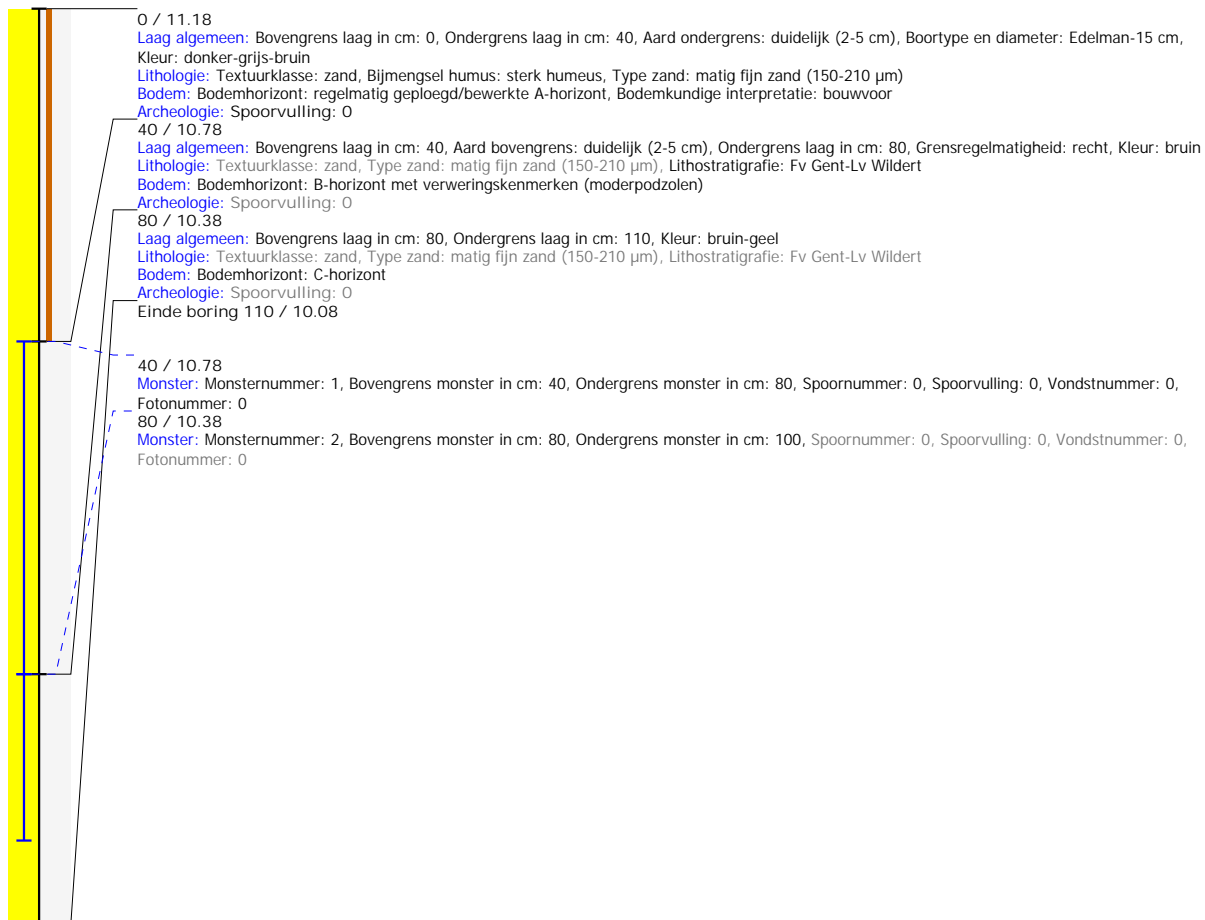 0 / 11.18
Laag algemeen: Bovengrens laag in cm: 0, Ondergrens laag in cm: 40, Aard ondergrens: duidelijk (2-5 cm), Boortype en diameter: Edelman-15 cm,
Kleur: donker-grijs-bruin
Lithologie: Textuurklasse: zand, Bijmengsel humus: sterk humeus, Type zand: matig fijn zand (150-210 µm)
Bodem: Bodemhorizont: regelmatig geploegd/bewerkte A-horizont, Bodemkundige interpretatie: bouwvoor
Archeologie: Spoorvulling: 0
40 / 10.78
Laag algemeen: Bovengrens laag in cm: 40, Aard bovengrens: duidelijk (2-5 cm), Ondergrens laag in cm: 80, Grensregelmatigheid: recht, Kleur: bruin
Lithologie: Textuurklasse: zand, Type zand: matig fijn zand (150-210 µm), Lithostratigrafie: Fv Gent-Lv Wildert
Bodem: Bodemhorizont: B-horizont met verweringskenmerken (moderpodzolen)
Archeologie: Spoorvulling: 0
80 / 10.38
Laag algemeen: Bovengrens laag in cm: 80, Ondergrens laag in cm: 110, Kleur: bruin-geel
Lithologie: Textuurklasse: zand, Type zand: matig fijn zand (150-210 µm), Lithostratigrafie: Fv Gent-Lv Wildert
Bodem: Bodemhorizont: C-horizont
Archeologie: Spoorvulling: 0
Einde boring 110 / 10.08
40 / 10.78
Monster: Monsternummer: 1, Bovengrens monster in cm: 40, Ondergrens monster in cm: 80, Spoornummer: 0, Spoorvulling: 0, Vondstnummer: 0,
Fotonummer: 0
80 / 10.38
Monster: Monsternummer: 2, Bovengrens monster in cm: 80, Ondergrens monster in cm: 100, Spoornummer: 0, Spoorvulling: 0, Vondstnummer: 0,
Fotonummer: 0